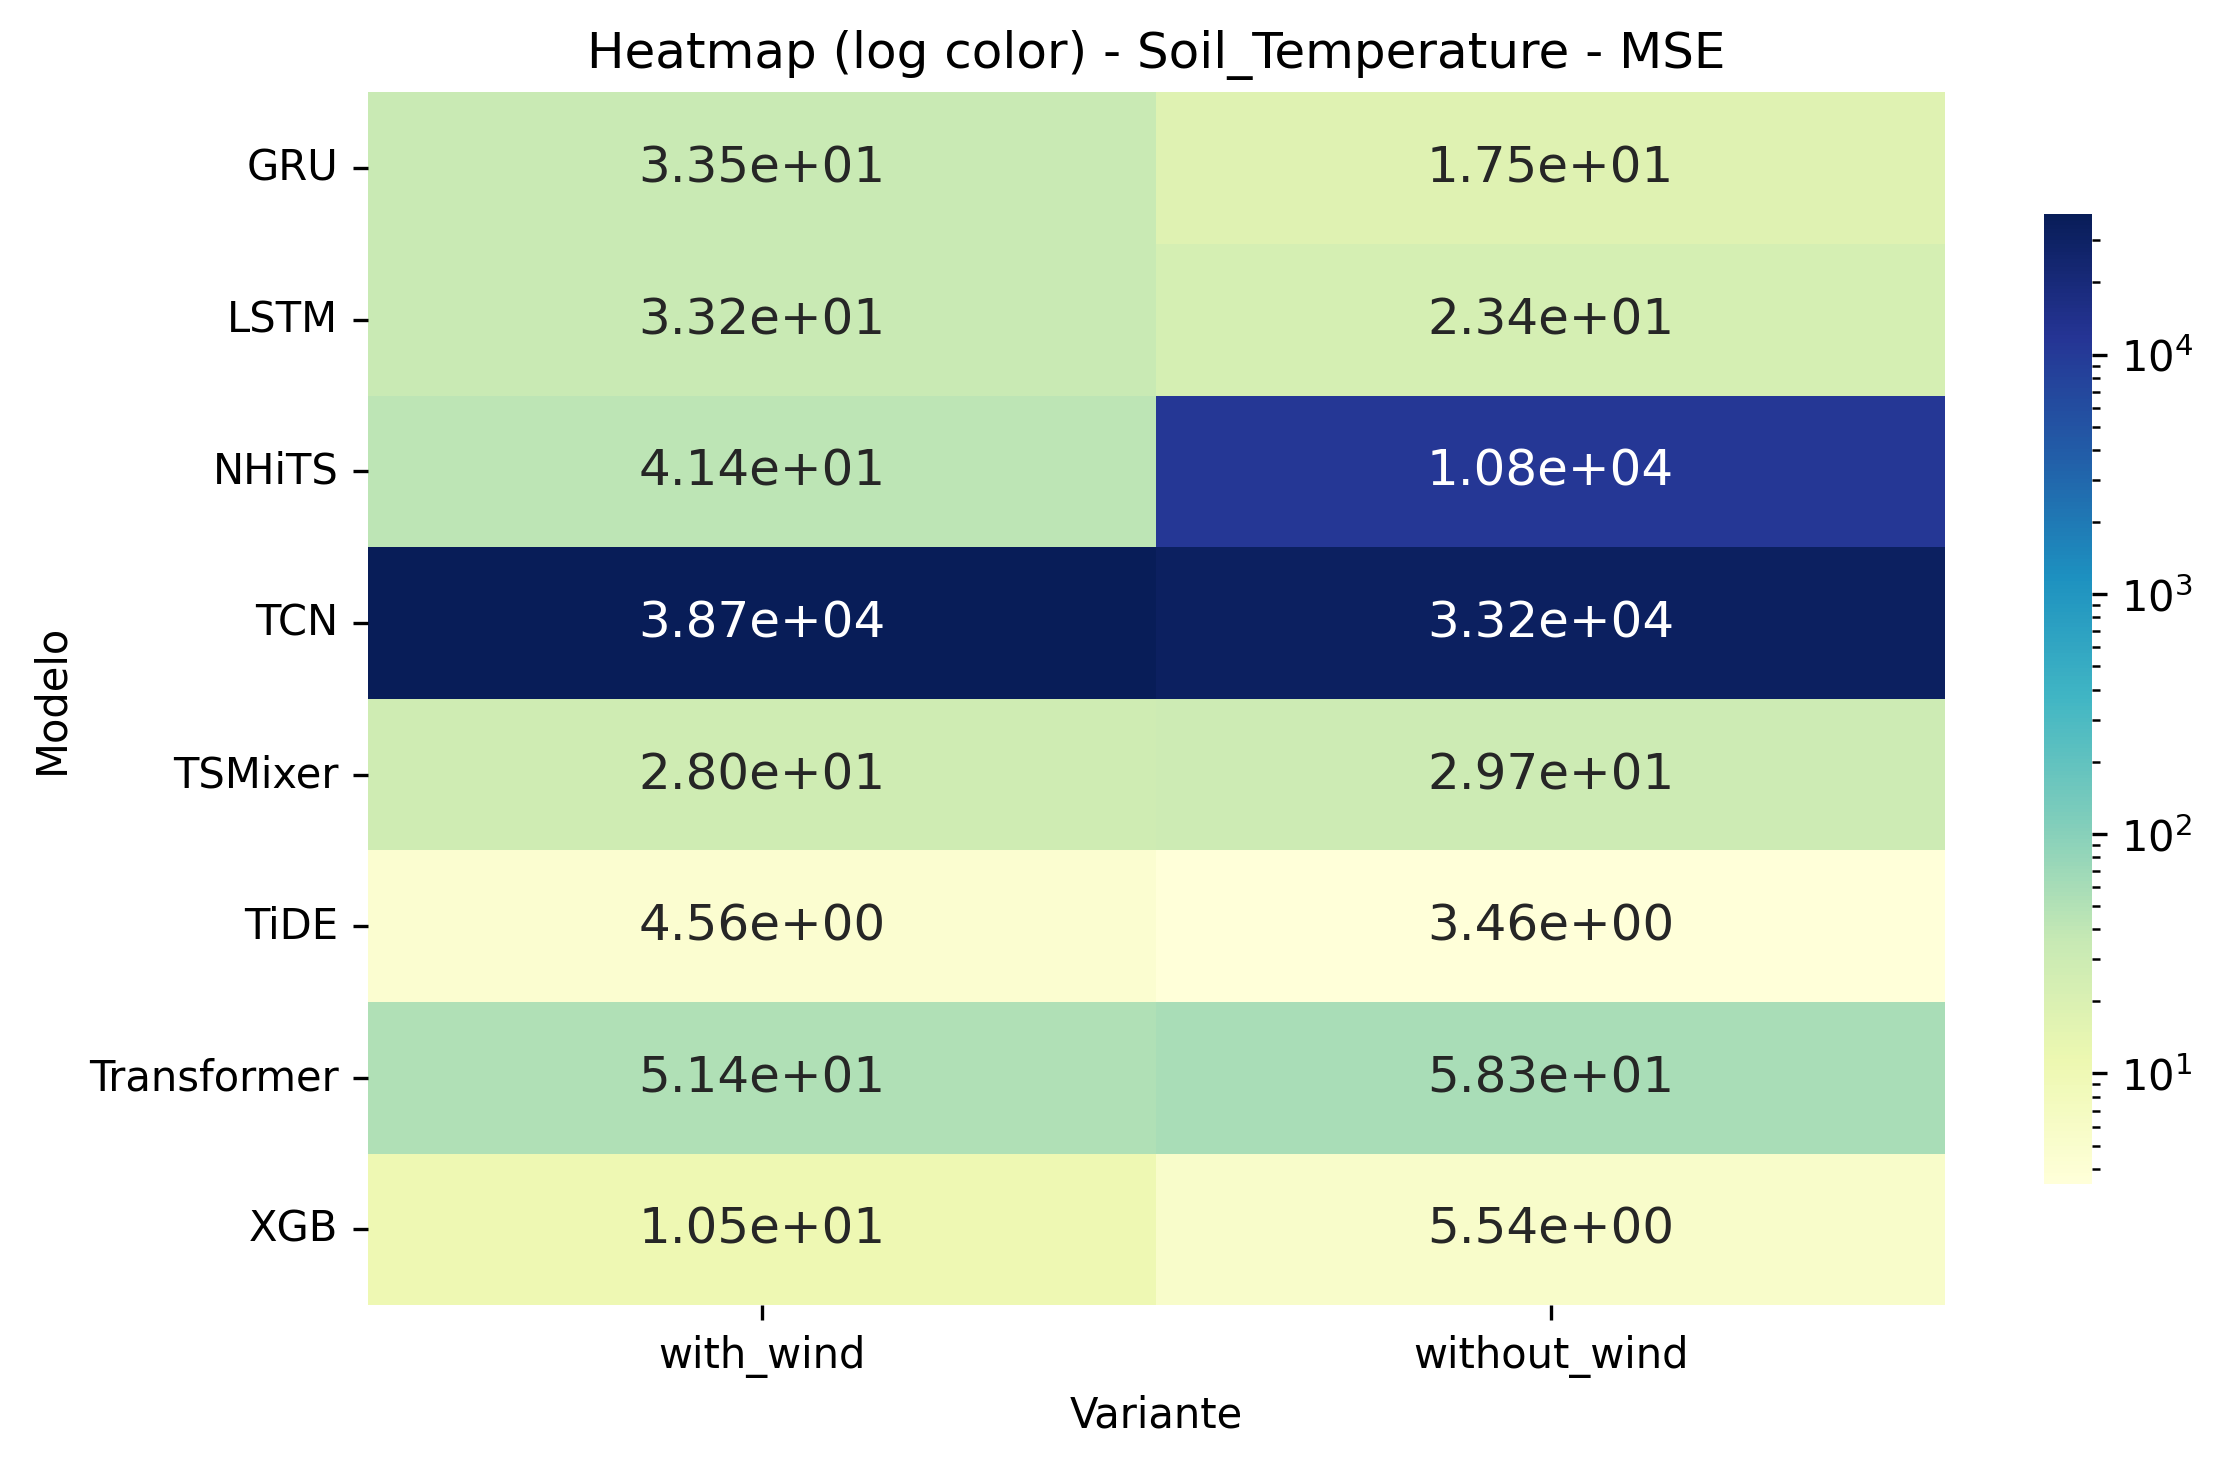 Heatmap (log color) - Soil_Temperature - MSE
GRU 3.35e+01 1.75e+01
LSTM 3.32e+01 2.34e+01
NHiTS 4.14e+01 1.08e+04
TCN 3.87e+04 3.32e+04
TSMixer 2.80e+01 2.97e+01
TiDE 4.56e+00 3.46e+00
Transformer 5.14e+01 5.83e+01
XGB 1.05e+01 5.54e+00
with_wind without_wind
Variante
Modelo
10⁴
10³
10²
10¹